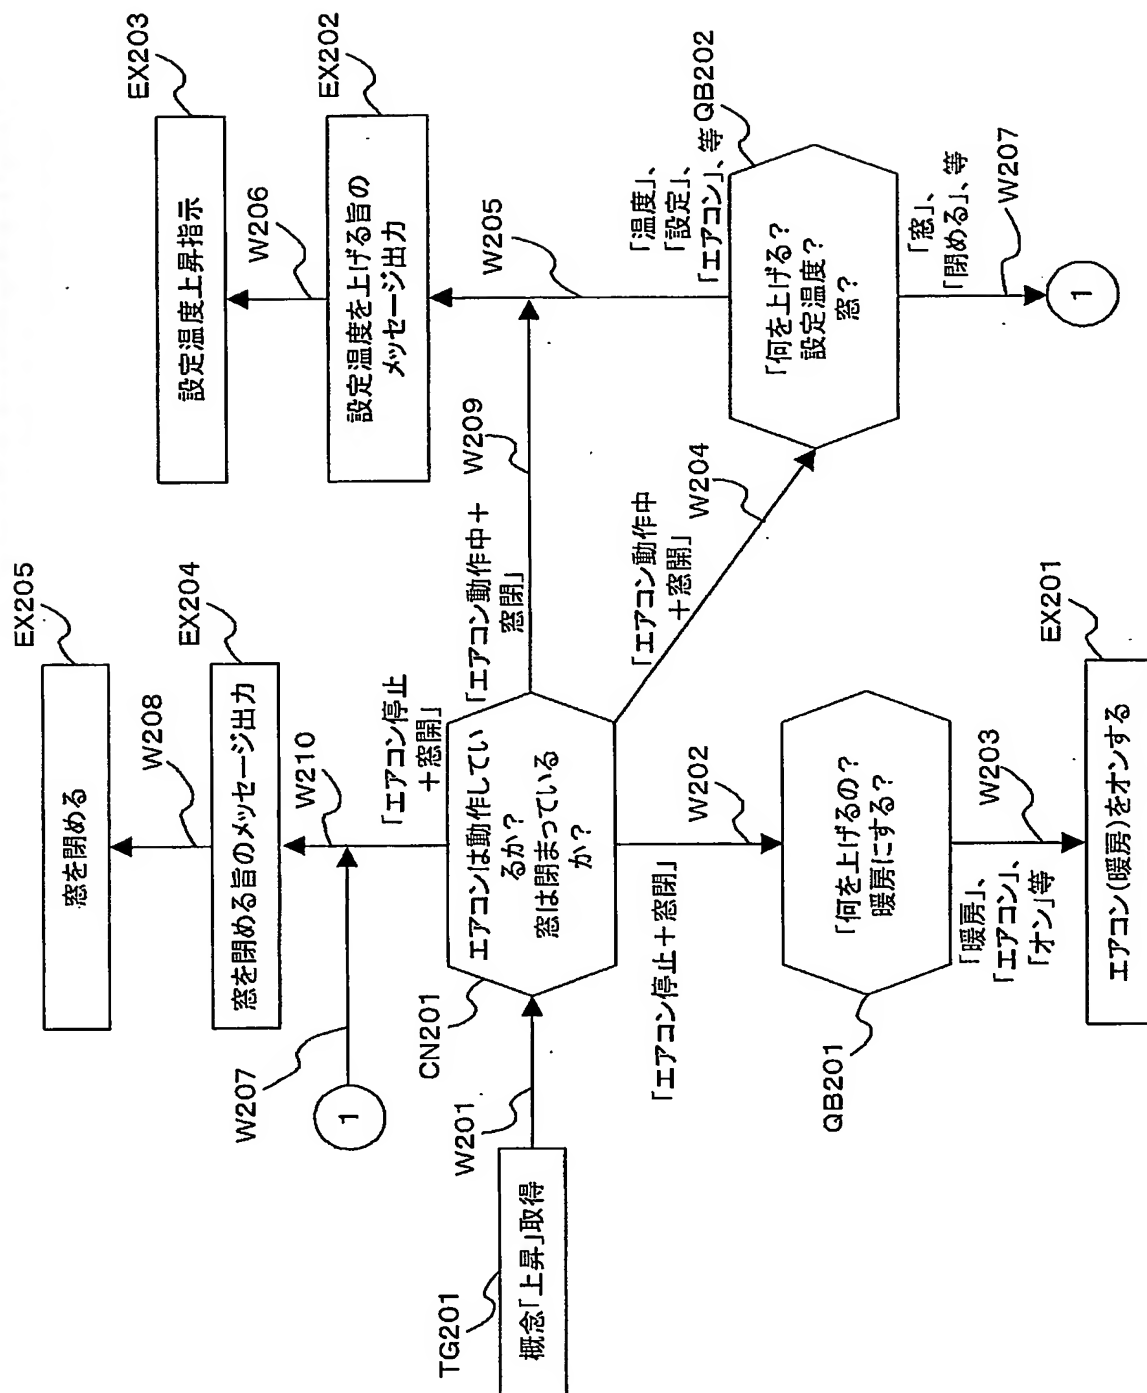 EX203
設定温度上昇指示
W206
EX202
設定温度を上げる旨の
メッセージ出力
W205
「温度」、
「設定」、
「エアコン」、等
QB202
「何を上げる?
設定温度?
窓?
「窓」、
「閉める」、等
W207
1
W209
「エアコン動作中+
窓閉」
W204
「エアコン動作中
+窓開」
EX205
窓を閉める
W208
EX204
窓を閉める旨のメッセージ出力
W210
「エアコン停止
+窓開」
W207
1
CN201
エアコンは動作してい
るか?
窓は閉まっている
か?
W201
TG201
概念「上昇」取得
W202
「エアコン停止+窓閉」
QB201
「何を上げるの?
暖房にする?
W203
「暖房」、
「エアコン」、
「オン」等
EX201
エアコン(暖房)をオンする